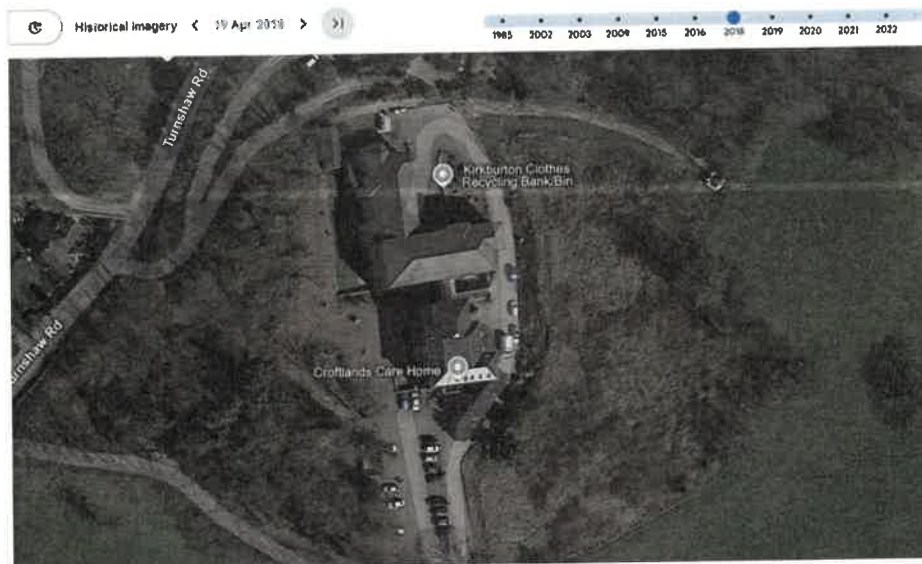 Historical Imagery
19 Apr 2018
1985 2002 2003 2009 2015 2016 2018 2019 2020 2021 2022
Turnshaw Rd
Kirkburton Clothes
Recycling Bank/Bin
Turnshaw Rd
Croftlands Care Home